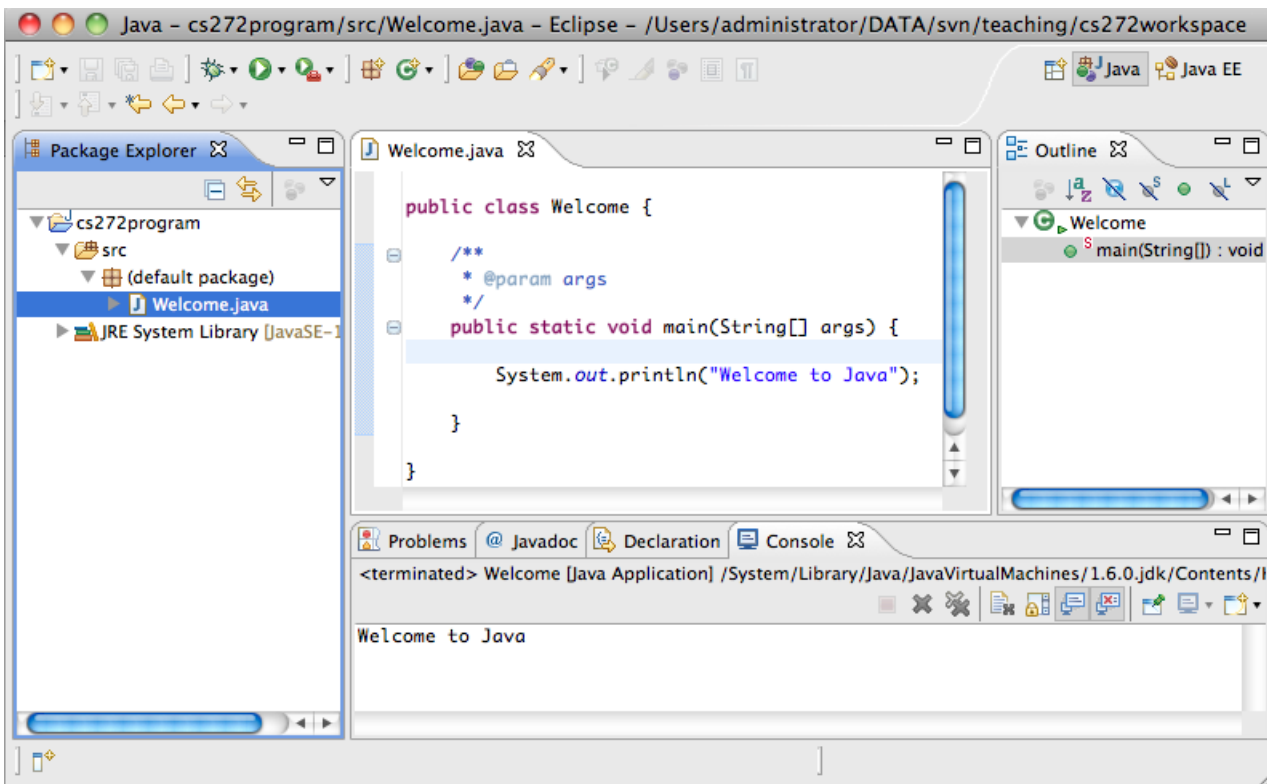 Java – cs272program/src/Welcome.java – Eclipse – /Users/administrator/DATA/svn/teaching/cs272workspace
Java Java EE
Package Explorer
cs272program
src
(default package)
Welcome.java
JRE System Library [JavaSE-1
Welcome.java
public class Welcome {
/**
* @param args
*/
public static void main(String[] args) {
System.out.println("Welcome to Java");
}
}
Outline
Welcome
main(String[]) : void
Problems @ Javadoc Declaration Console
<terminated> Welcome [Java Application] /System/Library/Java/JavaVirtualMachines/1.6.0.jdk/Contents/
Welcome to Java